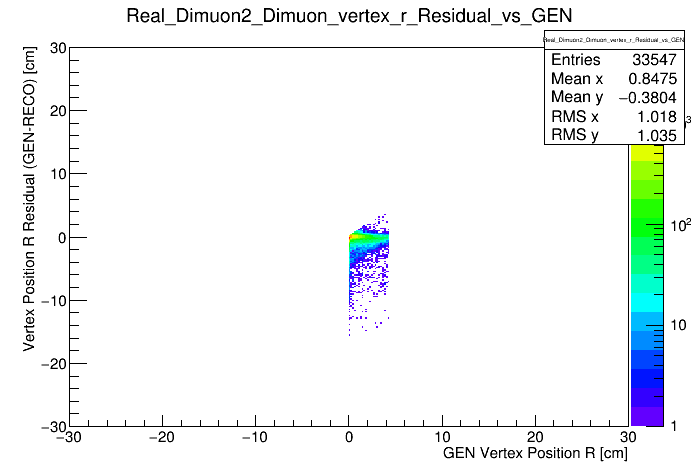 Real_Dimuon2_Dimuon_vertex_r_Residual_vs_GEN
Real_Dimuon2_Dimuon_vertex_r_Residual_vs_GEN
Entries 33547
Mean x 0.8475
Mean y −0.3804
RMS x 1.018
RMS y 1.035
Vertex Position R Residual (GEN-RECO) [cm]
30
20
10
0
−10
−20
−30
−30 −20 −10 0 10 20 30
GEN Vertex Position R [cm]
3
10²
10
1